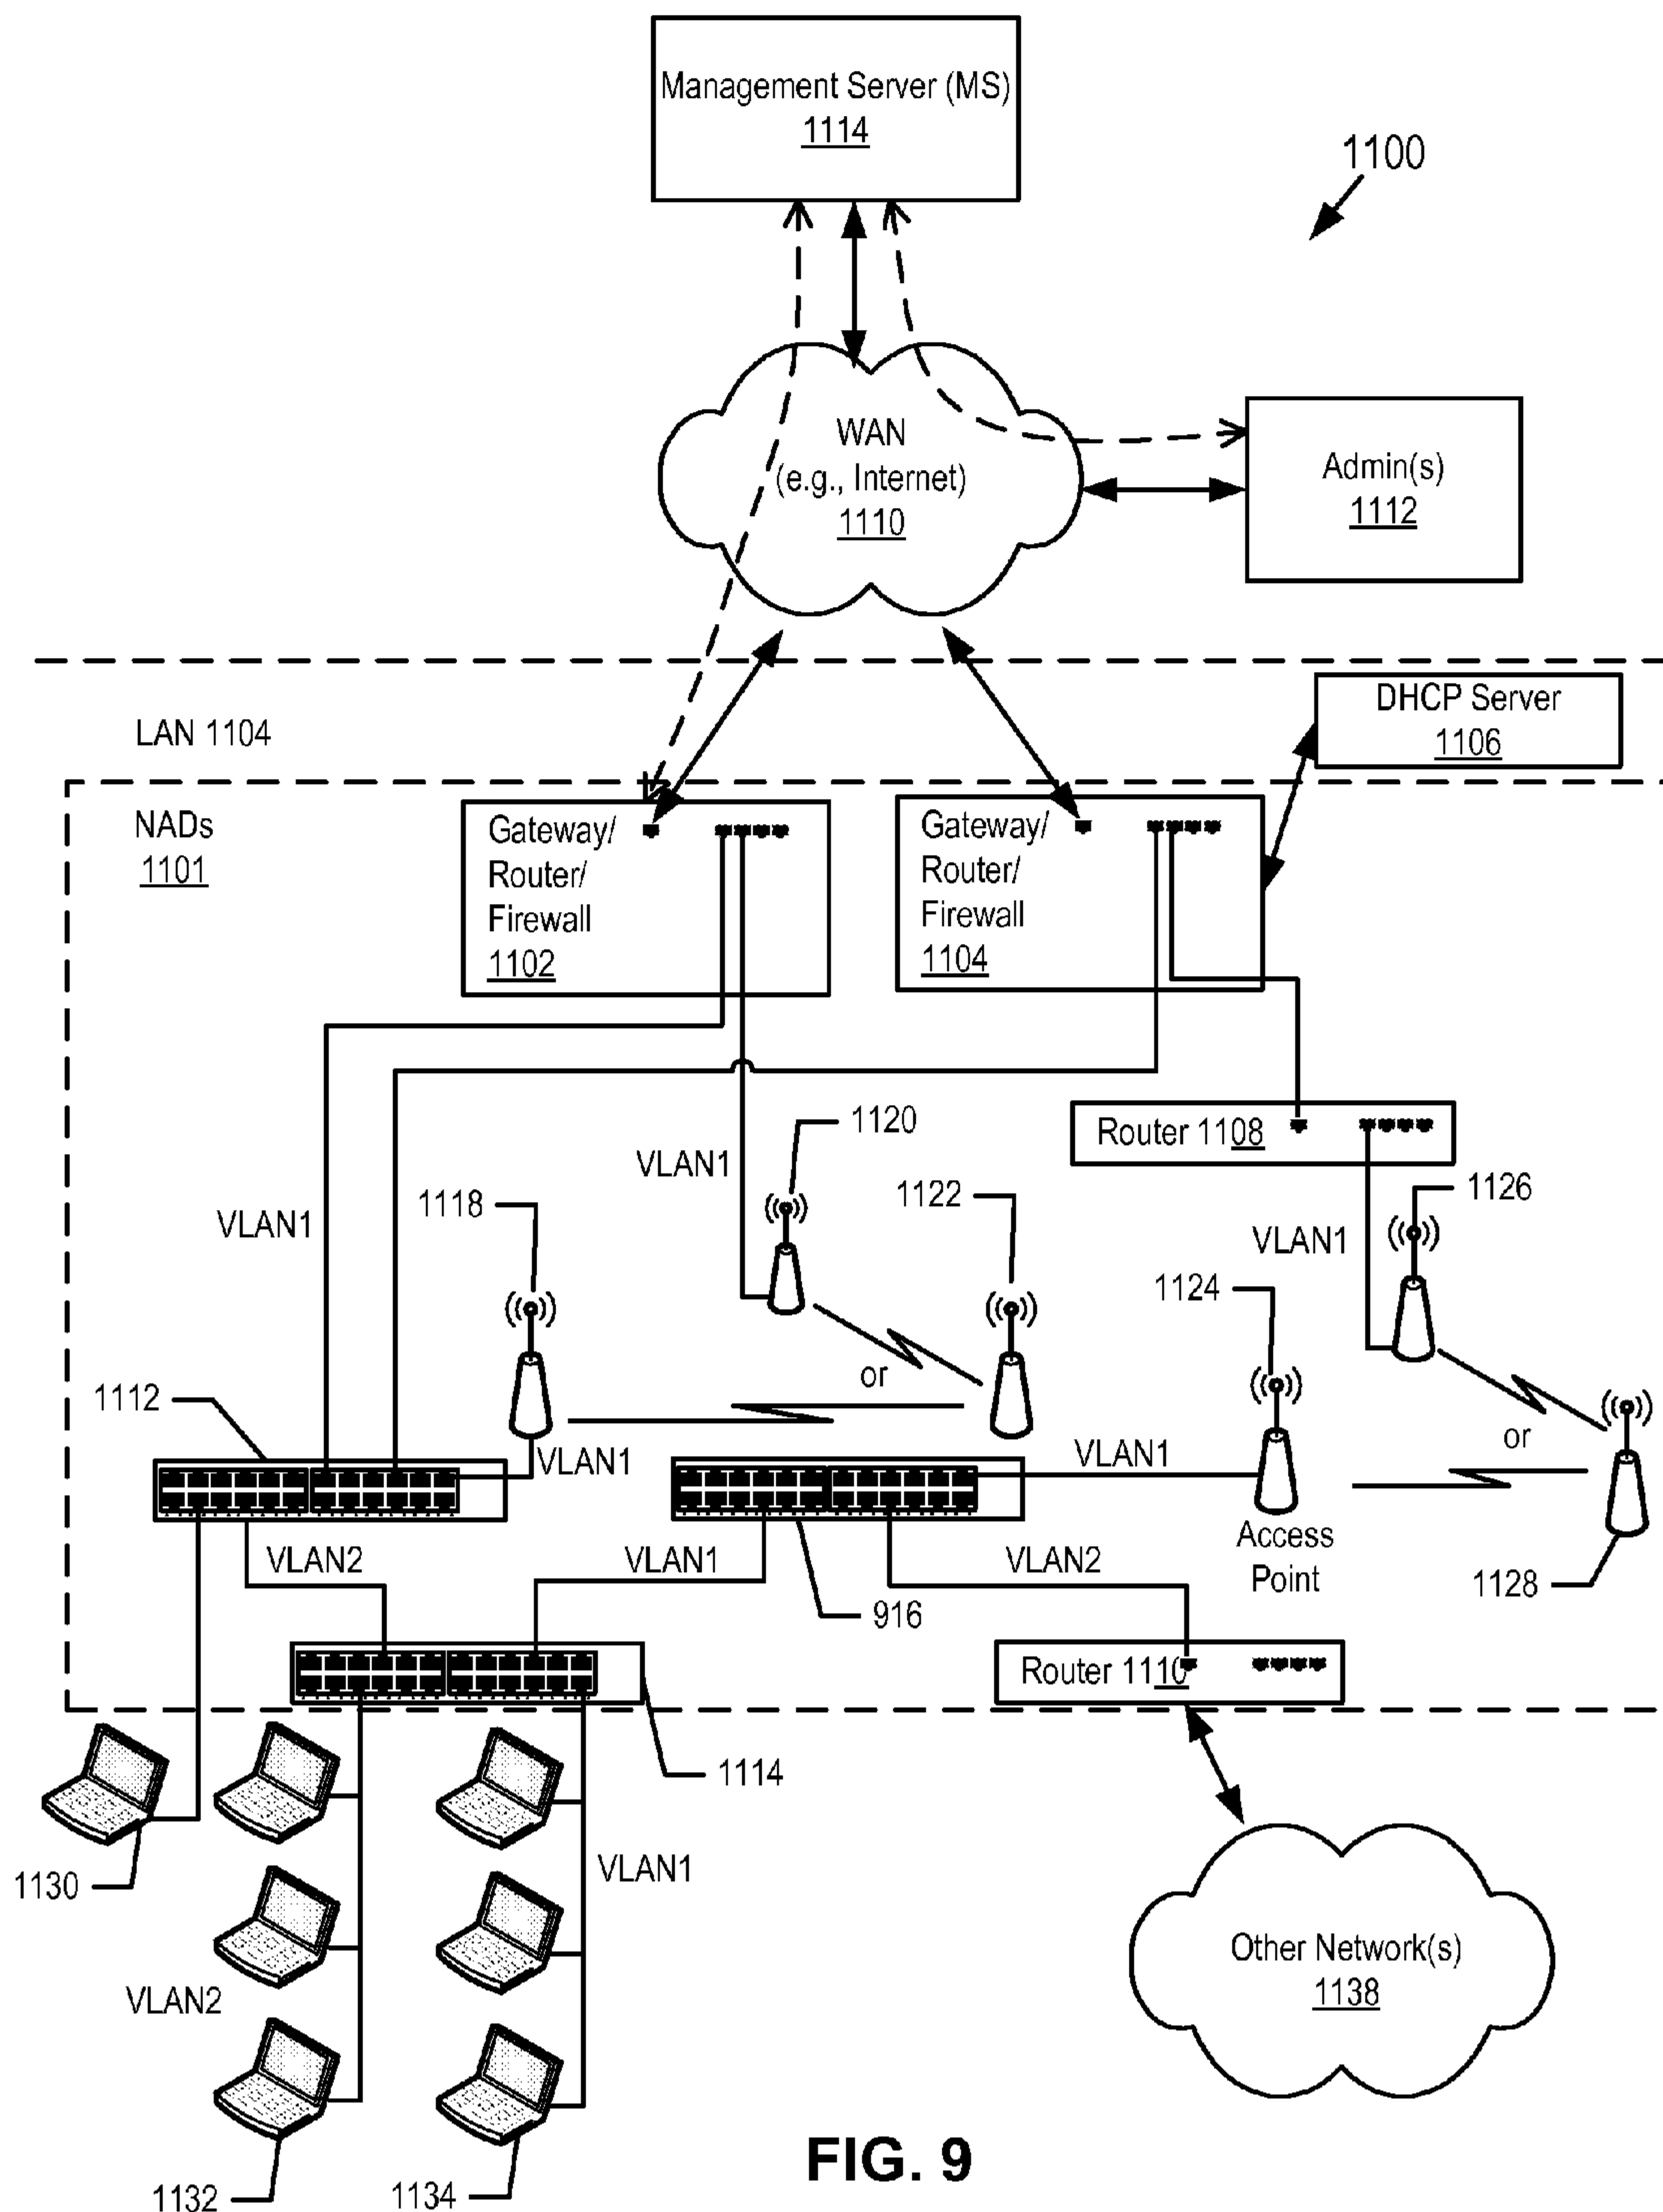 Management Server (MS)
1114
1100
WAN
(e.g., Internet)
1110
Admin(s)
1112
DHCP Server
1106
LAN 1104
NADs
1101
Gateway/
Router/
Firewall
1102
Gateway/
Router/
Firewall
1104
1120
Router 1108
VLAN1
1118
1122
1126
VLAN1
VLAN1
1124
or
1112
or
VLAN1
VLAN1
Access
Point
VLAN2
VLAN1
VLAN2
1128
916
Router 1110
1114
1130
VLAN1
Other Network(s)
1138
VLAN2
FIG. 9
1132
1134